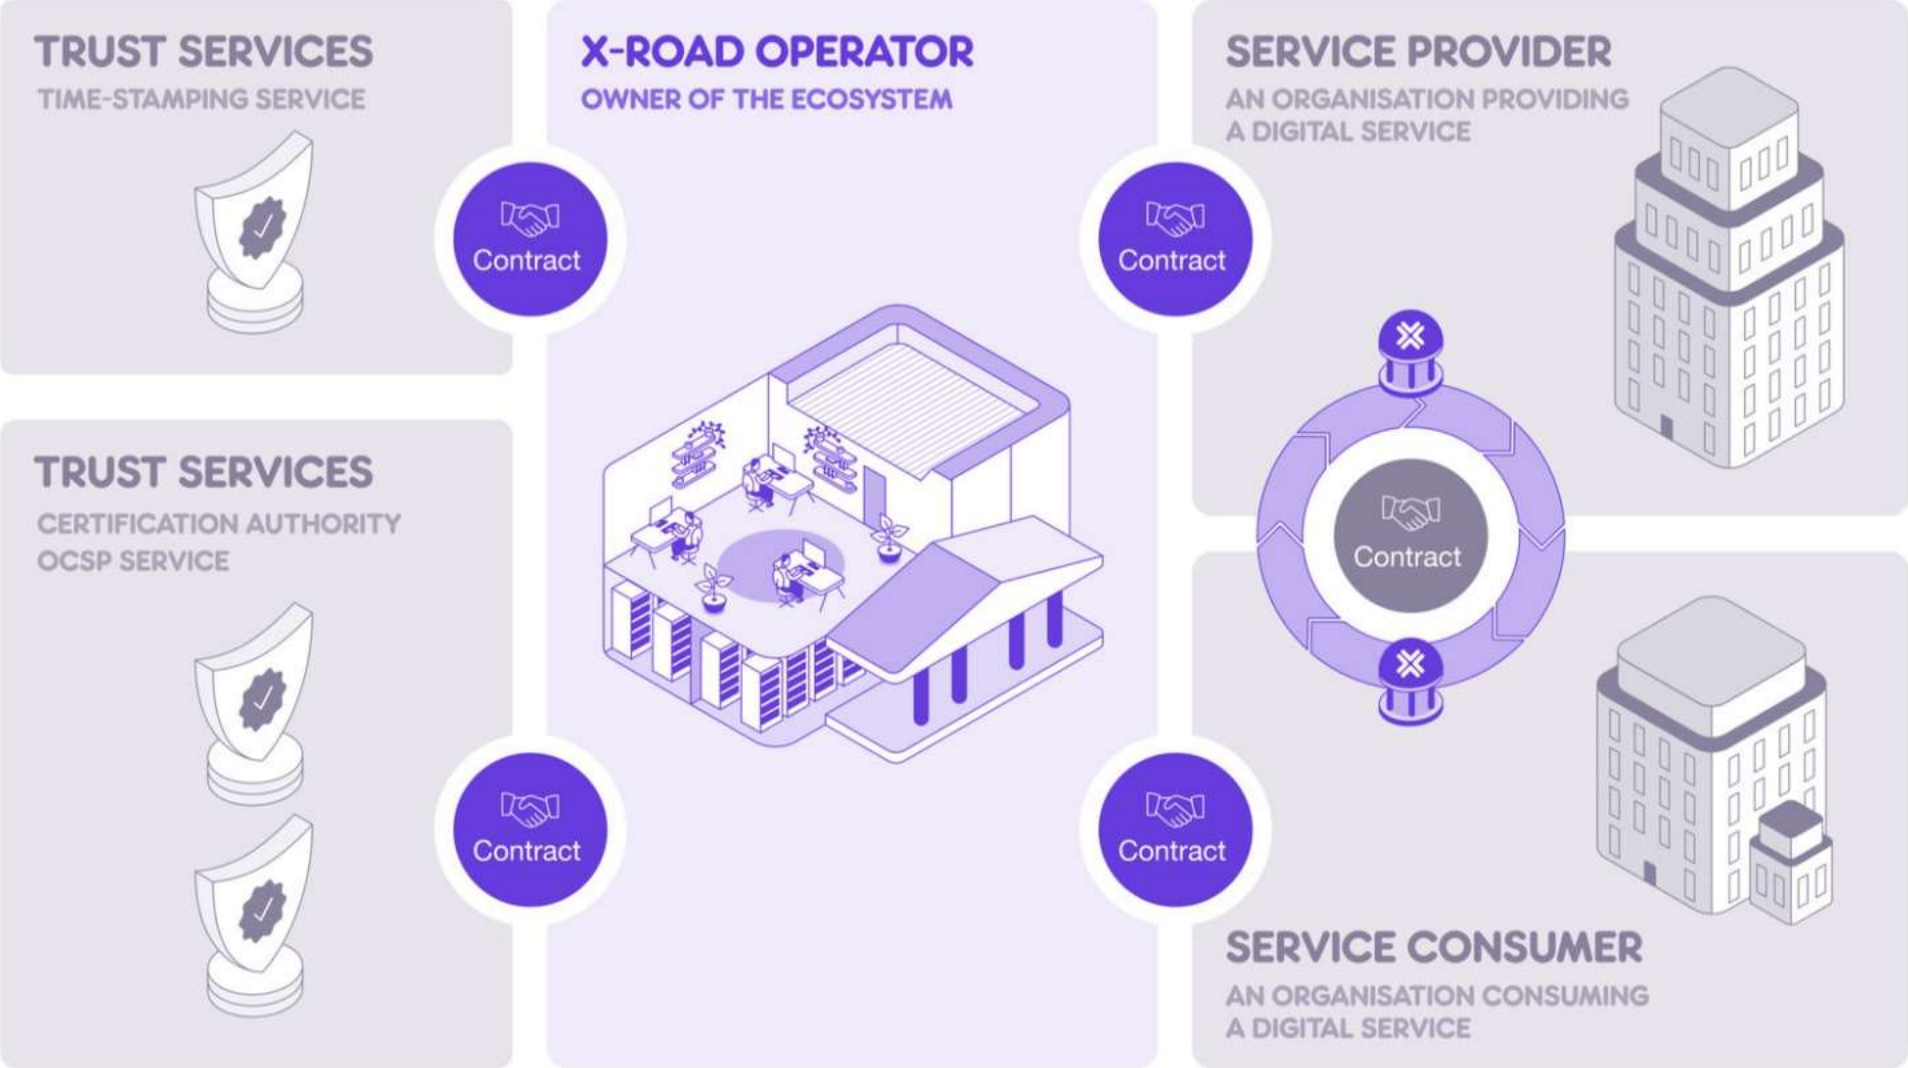 TRUST SERVICES
TIME-STAMPING SERVICE
Contract
TRUST SERVICES
CERTIFICATION AUTHORITY
OCSP SERVICE
Contract
X-ROAD OPERATOR
OWNER OF THE ECOSYSTEM
SERVICE PROVIDER
AN ORGANISATION PROVIDING
A DIGITAL SERVICE
Contract
Contract
Contract
SERVICE CONSUMER
AN ORGANISATION CONSUMING
A DIGITAL SERVICE